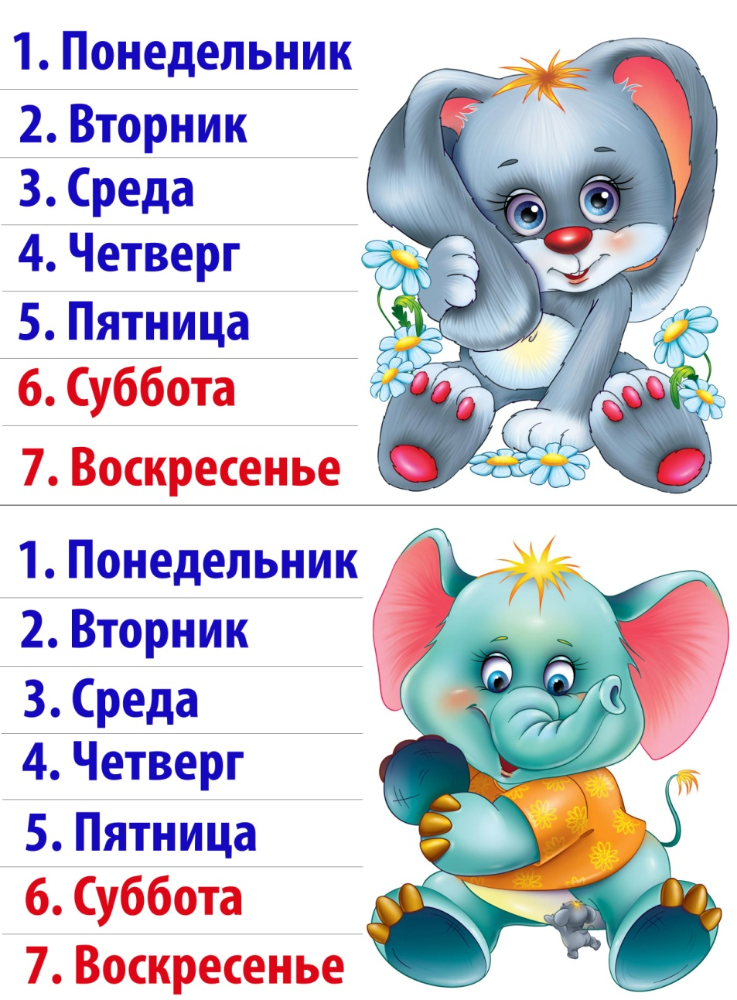 1. Понедельник
2. Вторник
3. Среда
4. Четверг
5. Пятница
6. Суббота
7. Воскресенье
1. Понедельник
2. Вторник
3. Среда
4. Четверг
5. Пятница
6. Суббота
7. Воскресенье